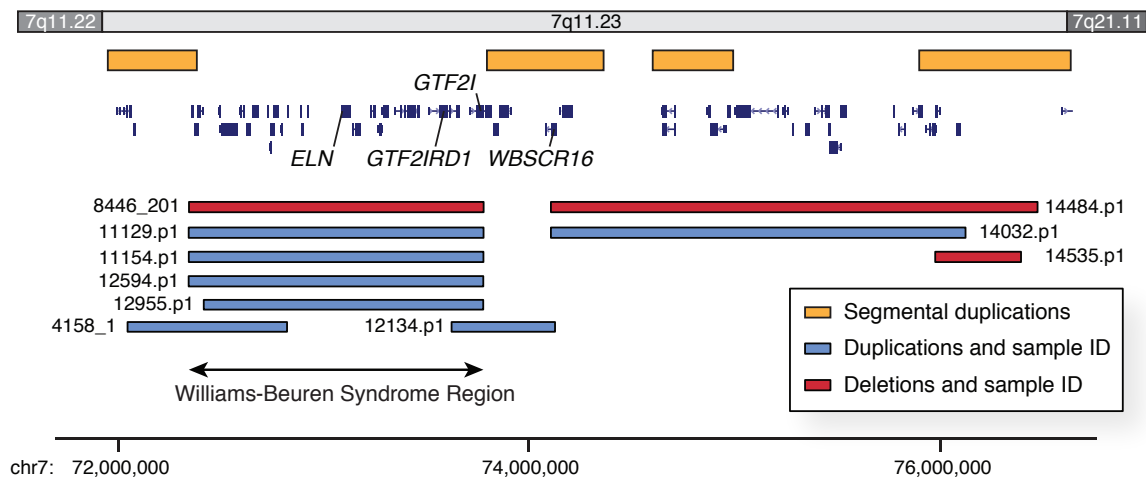 7q11.22 7q11.23 7q21.11
GTF2I
ELN GTF2IRD1 WBSCR16
8446_201 14484.p1
11129.p1 14032.p1
11154.p1 14535.p1
12594.p1
12955.p1
4158_1 12134.p1
Segmental duplications
Duplications and sample ID
Deletions and sample ID
Williams-Beuren Syndrome Region
chr7: 72,000,000 74,000,000 76,000,000